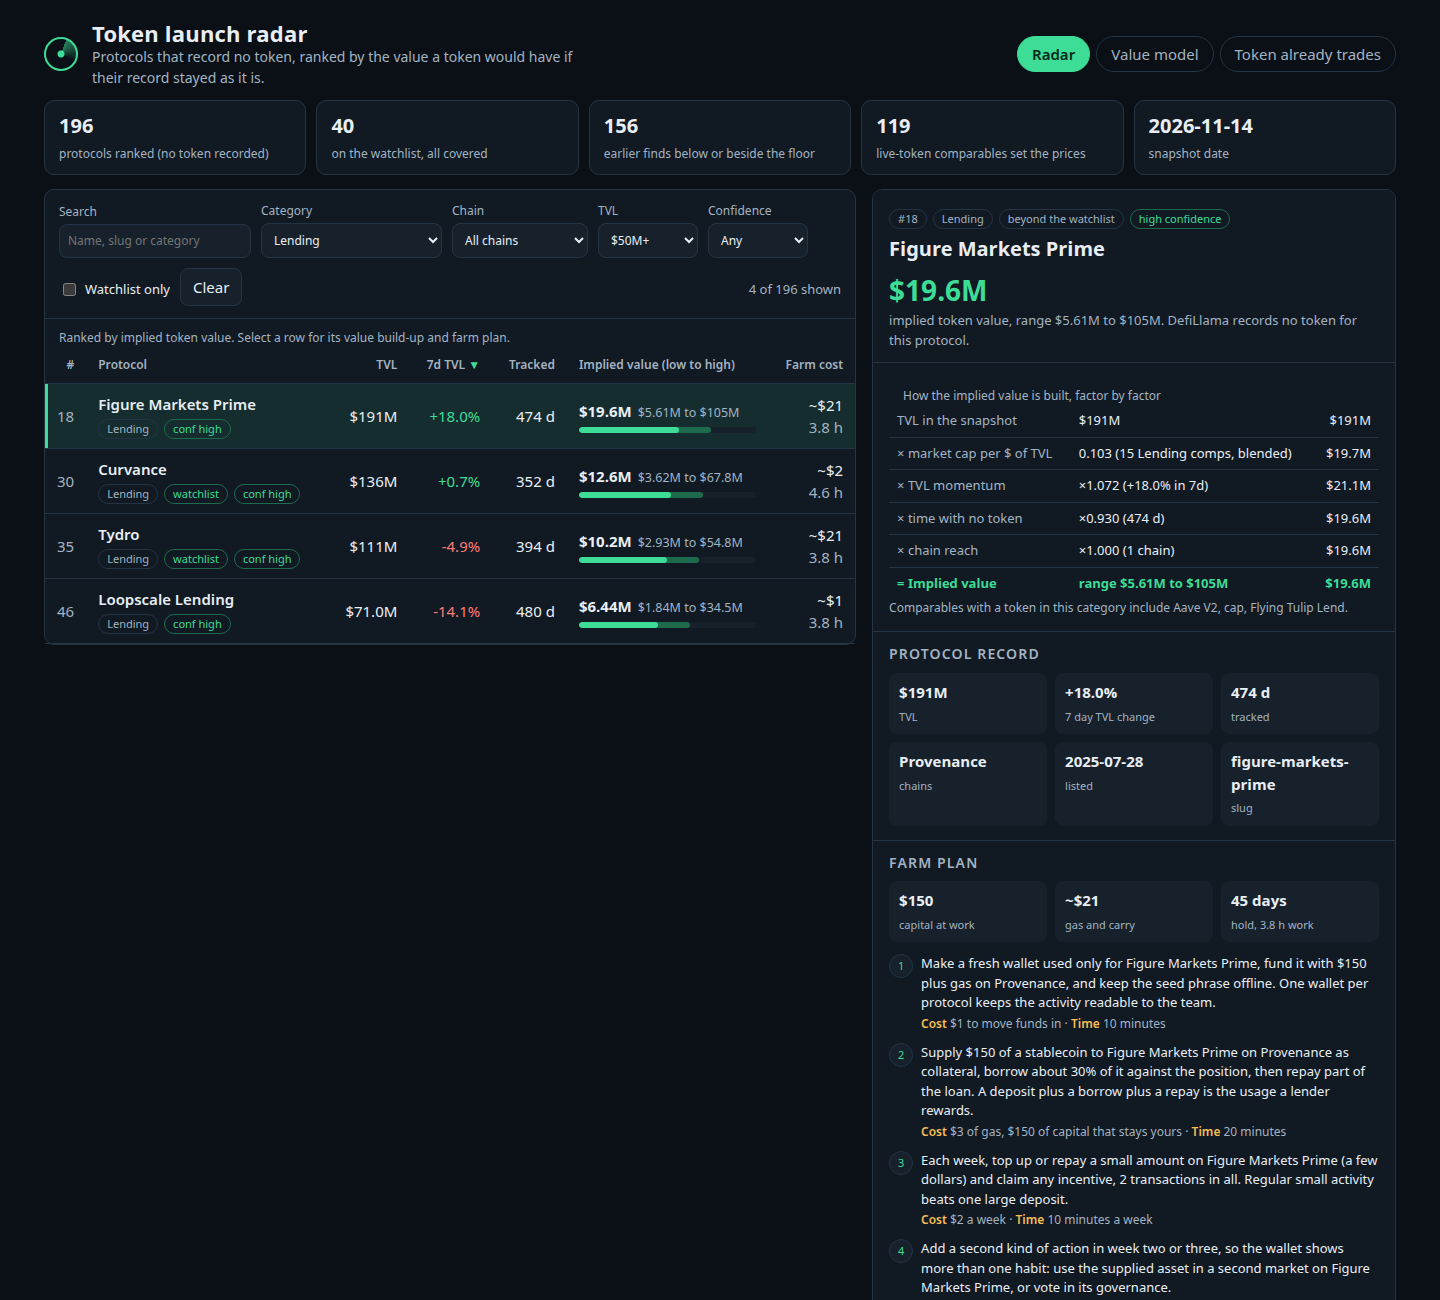 Token launch radar
Protocols that record no token, ranked by the value a token would have if
their record stayed as it is.
Radar
Value model
Token already trades
196
protocols ranked (no token recorded)
40
on the watchlist, all covered
156
earlier finds below or beside the floor
119
live-token comparables set the prices
2026-11-14
snapshot date
Search
Category
Chain
TVL
Confidence
Name, slug or category
Lending
All chains
$50M+
Any
Watchlist only
Clear
4 of 196 shown
Ranked by implied token value. Select a row for its value build-up and farm plan.
# Protocol TVL 7d TVL ▼ Tracked Implied value (low to high) Farm cost
18 Figure Markets Prime $191M +18.0% 474 d $19.6M $5.61M to $105M ~$21
Lending conf high 3.8 h
30 Curvance $136M +0.7% 352 d $12.6M $3.62M to $67.8M ~$2
Lending watchlist conf high 4.6 h
35 Tydro $111M -4.9% 394 d $10.2M $2.93M to $54.8M ~$21
Lending watchlist conf high 3.8 h
46 Loopscale Lending $71.0M -14.1% 480 d $6.44M $1.84M to $34.5M ~$1
Lending conf high 3.8 h
#18 Lending beyond the watchlist high confidence
Figure Markets Prime
$19.6M
implied token value, range $5.61M to $105M. DefiLlama records no token for
this protocol.
How the implied value is built, factor by factor
TVL in the snapshot $191M $191M
× market cap per $ of TVL 0.103 (15 Lending comps, blended) $19.7M
× TVL momentum ×1.072 (+18.0% in 7d) $21.1M
× time with no token ×0.930 (474 d) $19.6M
× chain reach ×1.000 (1 chain) $19.6M
= Implied value range $5.61M to $105M $19.6M
Comparables with a token in this category include Aave V2, cap, Flying Tulip Lend.
PROTOCOL RECORD
$191M
TVL
+18.0%
7 day TVL change
474 d
tracked
Provenance
chains
2025-07-28
listed
figure-markets-
prime
slug
FARM PLAN
$150
capital at work
~$21
gas and carry
45 days
hold, 3.8 h work
1 Make a fresh wallet used only for Figure Markets Prime, fund it with $150
plus gas on Provenance, and keep the seed phrase offline. One wallet per
protocol keeps the activity readable to the team.
Cost $1 to move funds in · Time 10 minutes
2 Supply $150 of a stablecoin to Figure Markets Prime on Provenance as
collateral, borrow about 30% of it against the position, then repay part of
the loan. A deposit plus a borrow plus a repay is the usage a lender
rewards.
Cost $3 of gas, $150 of capital that stays yours · Time 20 minutes
3 Each week, top up or repay a small amount on Figure Markets Prime (a few
dollars) and claim any incentive, 2 transactions in all. Regular small activity
beats one large deposit.
Cost $2 a week · Time 10 minutes a week
4 Add a second kind of action in week two or three, so the wallet shows
more than one habit: use the supplied asset in a second market on Figure
Markets Prime, or vote in its governance.